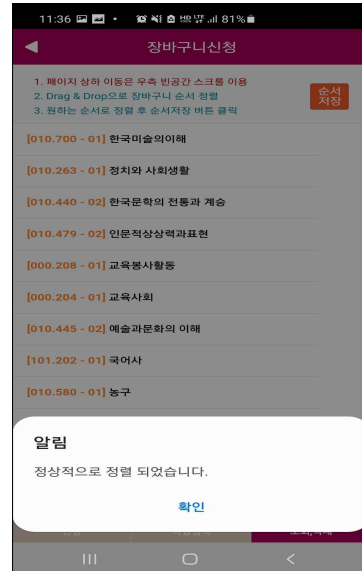 11:36 81%
장바구니신청
1. 페이지 상하 이동은 우측 빈공간 스크롤 이용
2. Drag & Drop으로 장바구니 순서 정렬
3. 원하는 순서로 정렬 후 순서저장 버튼 클릭
순서
저장
[010.700 - 01] 한국미술의이해
[010.263 - 01] 정치와 사회생활
[010.440 - 02] 한국문학의 전통과 계승
[010.479 - 02] 인문적상상력과표현
[000.208 - 01] 교육봉사활동
[000.204 - 01] 교육사회
[010.445 - 02] 예술과문화의 이해
[101.202 - 01] 국어사
[010.580 - 01] 농구
알림
정상적으로 정렬 되었습니다.
확인